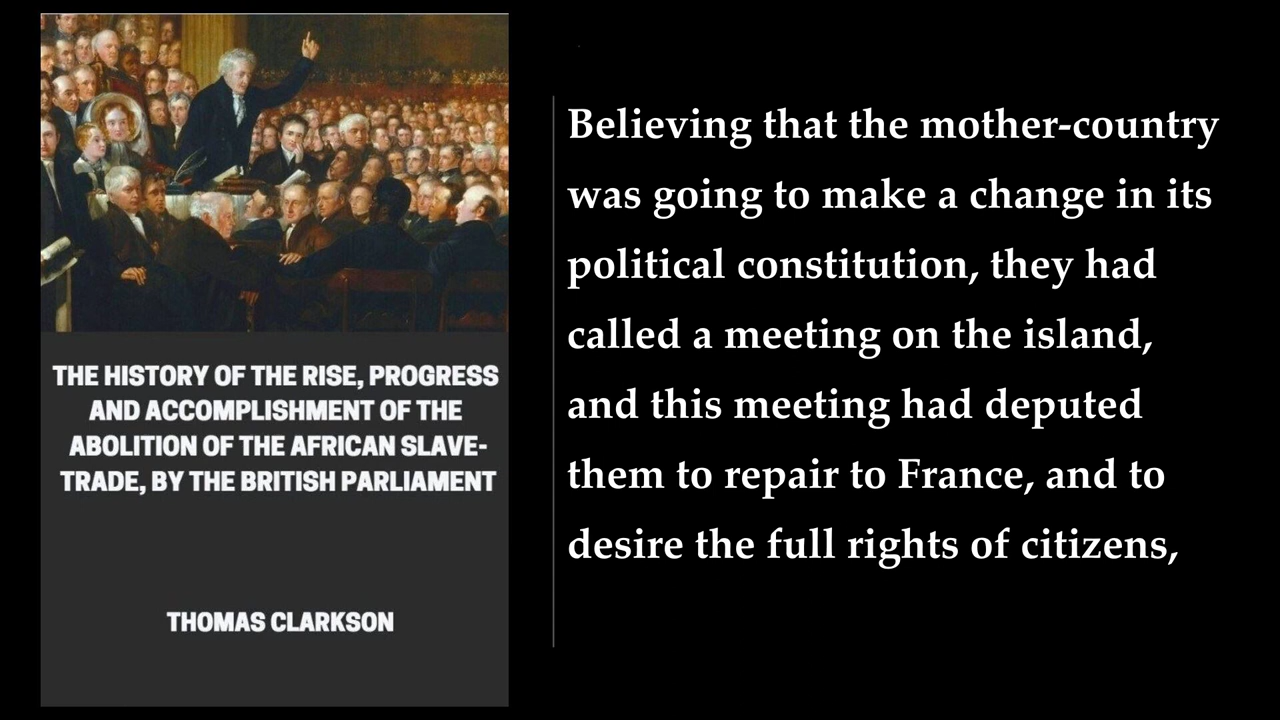 THE HISTORY OF THE RISE, PROGRESS
AND ACCOMPLISHMENT OF THE
ABOLITION OF THE AFRICAN SLAVE-
TRADE, BY THE BRITISH PARLIAMENT
THOMAS CLARKSON
Believing that the mother-country
was going to make a change in its
political constitution, they had
called a meeting on the island,
and this meeting had deputed
them to repair to France, and to
desire the full rights of citizens,